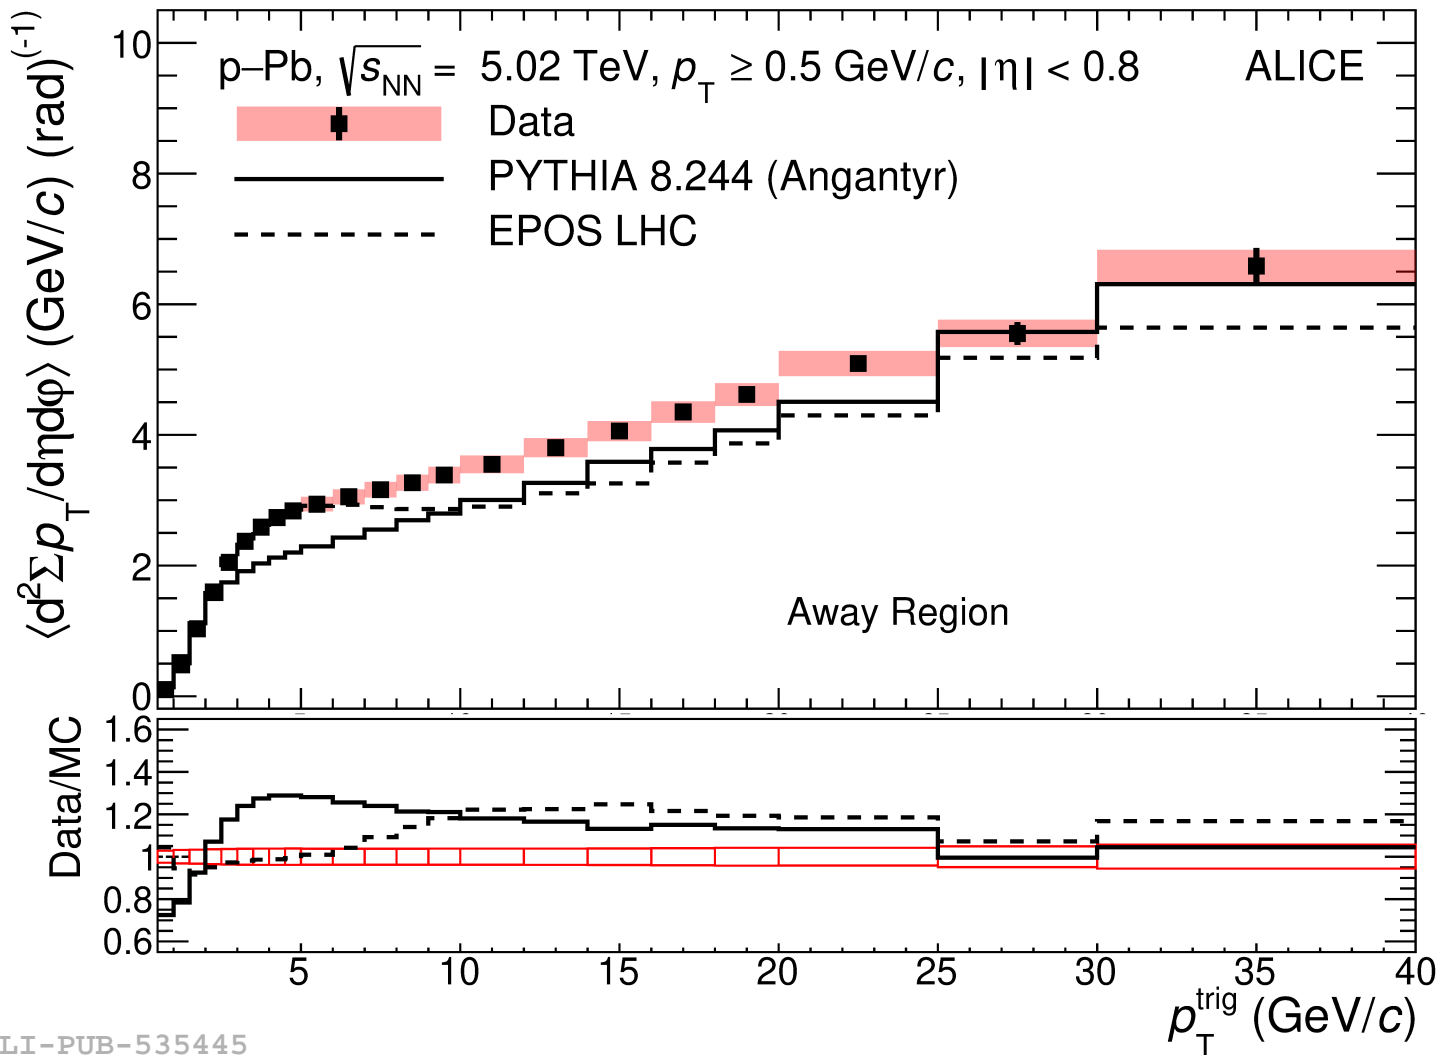 p–Pb, √sNN = 5.02 TeV, pT ≥ 0.5 GeV/c, |η| < 0.8 ALICE
Data
PYTHIA 8.244 (Angantyr)
EPOS LHC
⟨d²ΣpT/dηdφ⟩ (GeV/c) (rad)(-1)
10
8
6
4
2
0
Away Region
Data/MC
1.6
1.4
1.2
1
0.8
0.6
5 10 15 20 25 30 35 40
pTtrig (GeV/c)
LI-PUB-535445